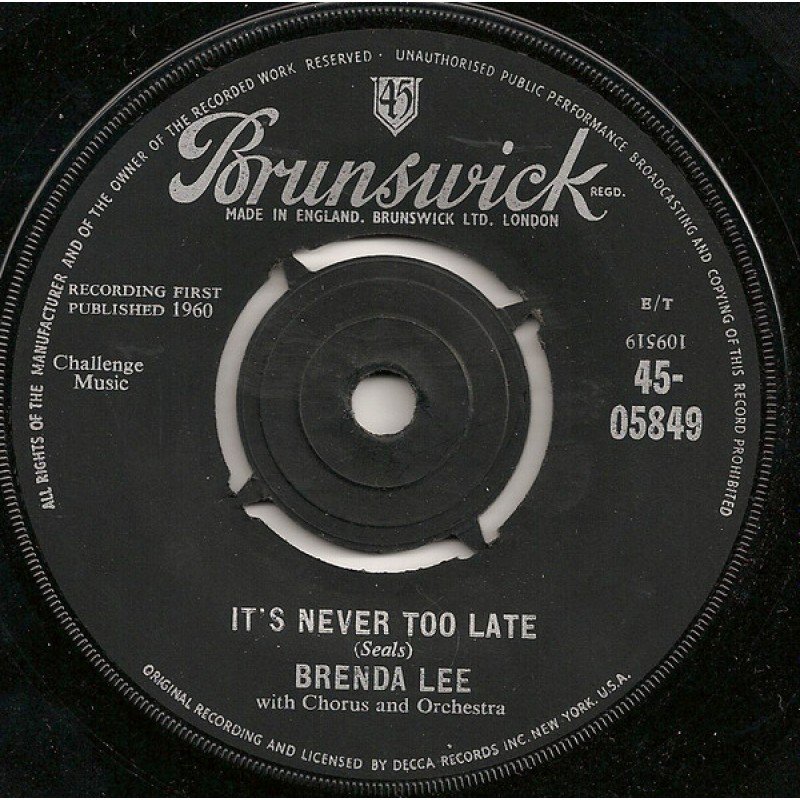 ALL RIGHTS OF THE MANUFACTURER AND OF THE OWNER OF THE RECORDED WORK RESERVED · UNAUTHORISED PUBLIC PERFORMANCE BROADCASTING AND COPYING OF THIS RECORD PROHIBITED
45
Brunswick REGD.
MADE IN ENGLAND. BRUNSWICK LTD. LONDON
RECORDING FIRST
PUBLISHED 1960
Challenge
Music
E/T
109519
45-
05849
IT'S NEVER TOO LATE
(Seals)
BRENDA LEE
with Chorus and Orchestra
ORIGINAL RECORDING AND LICENSED BY DECCA RECORDS INC. NEW YORK. U.S.A.